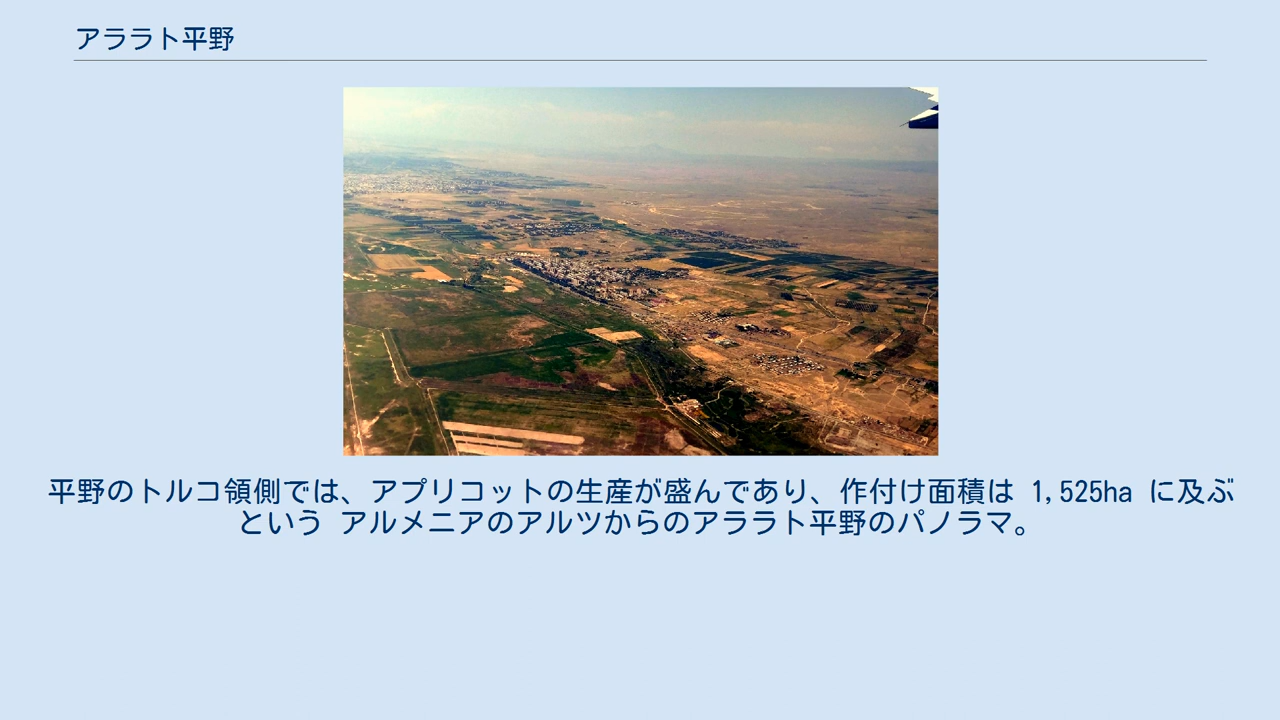 アララト平野
平野のトルコ領側では、アプリコットの生産が盛んであり、作付け面積は 1,525ha に及ぶ
という アルメニアのアルツからのアララト平野のパノラマ。